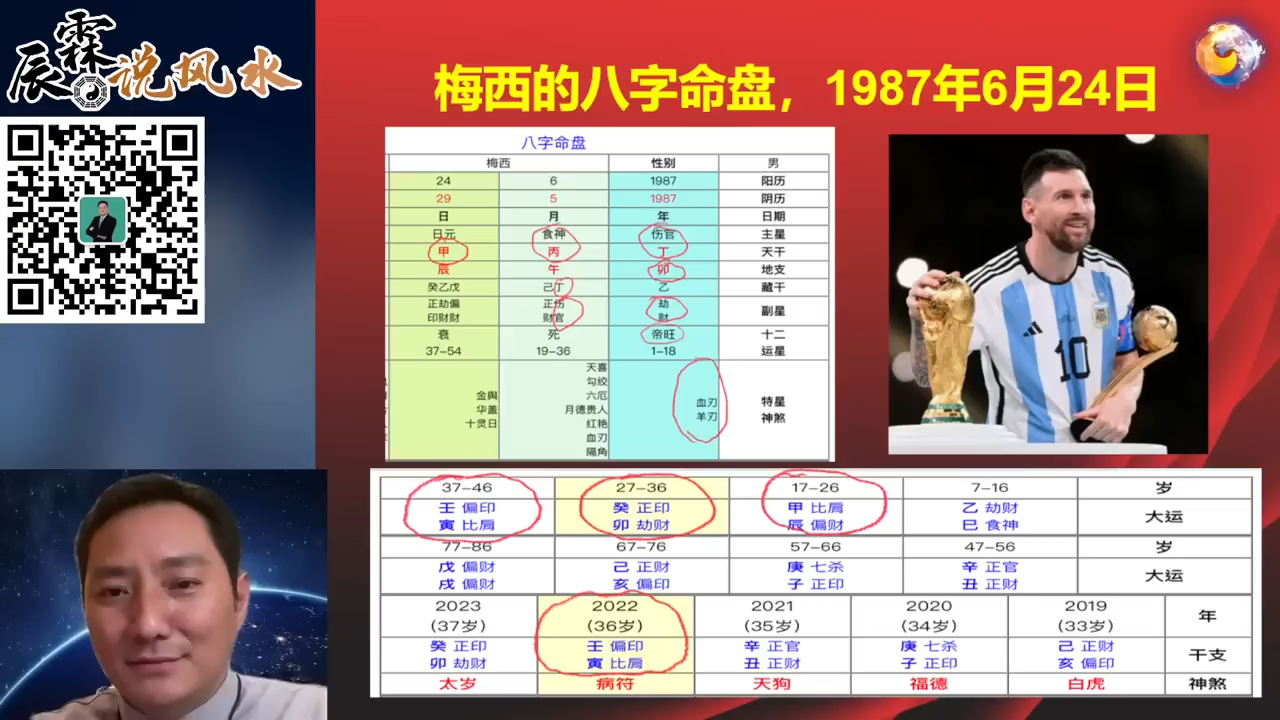 霖
辰 说风水
梅西的八字命盘，1987年6月24日
八字命盘
梅西 性别 男
24 6 1987 阳历
29 5 1987 阴历
日 月 年 日期
日元 食神 伤官 主星
甲 丙 丁 天干
辰 午 卯 地支
癸乙戊 己丁 乙 藏干
正劫偏 正伤 劫 副星
印财财 财官 财
衰 死 帝旺 十二
37-54 19-36 1-18 运星
天喜
勾绞
金舆 六厄 血刃 特星
华盖 月德贵人 羊刃 神煞
十灵日 红艳
血刃
隔角
10
37-46 27-36 17-26 7-16 岁
壬 偏印 癸 正印 甲 比肩 乙 劫财 大运
寅 比肩 卯 劫财 辰 偏财 巳 食神
77-86 67-76 57-66 47-56 岁
戊 偏财 己 正财 庚 七杀 辛 正官 大运
戌 偏财 亥 偏印 子 正印 丑 正财
2023 2022 2021 2020 2019 年
(37岁) (36岁) (35岁) (34岁) (33岁)
癸 正印 壬 偏印 辛 正官 庚 七杀 己 正财 干支
卯 劫财 寅 比肩 丑 正财 子 正印 亥 偏印
太岁 病符 天狗 福德 白虎 神煞